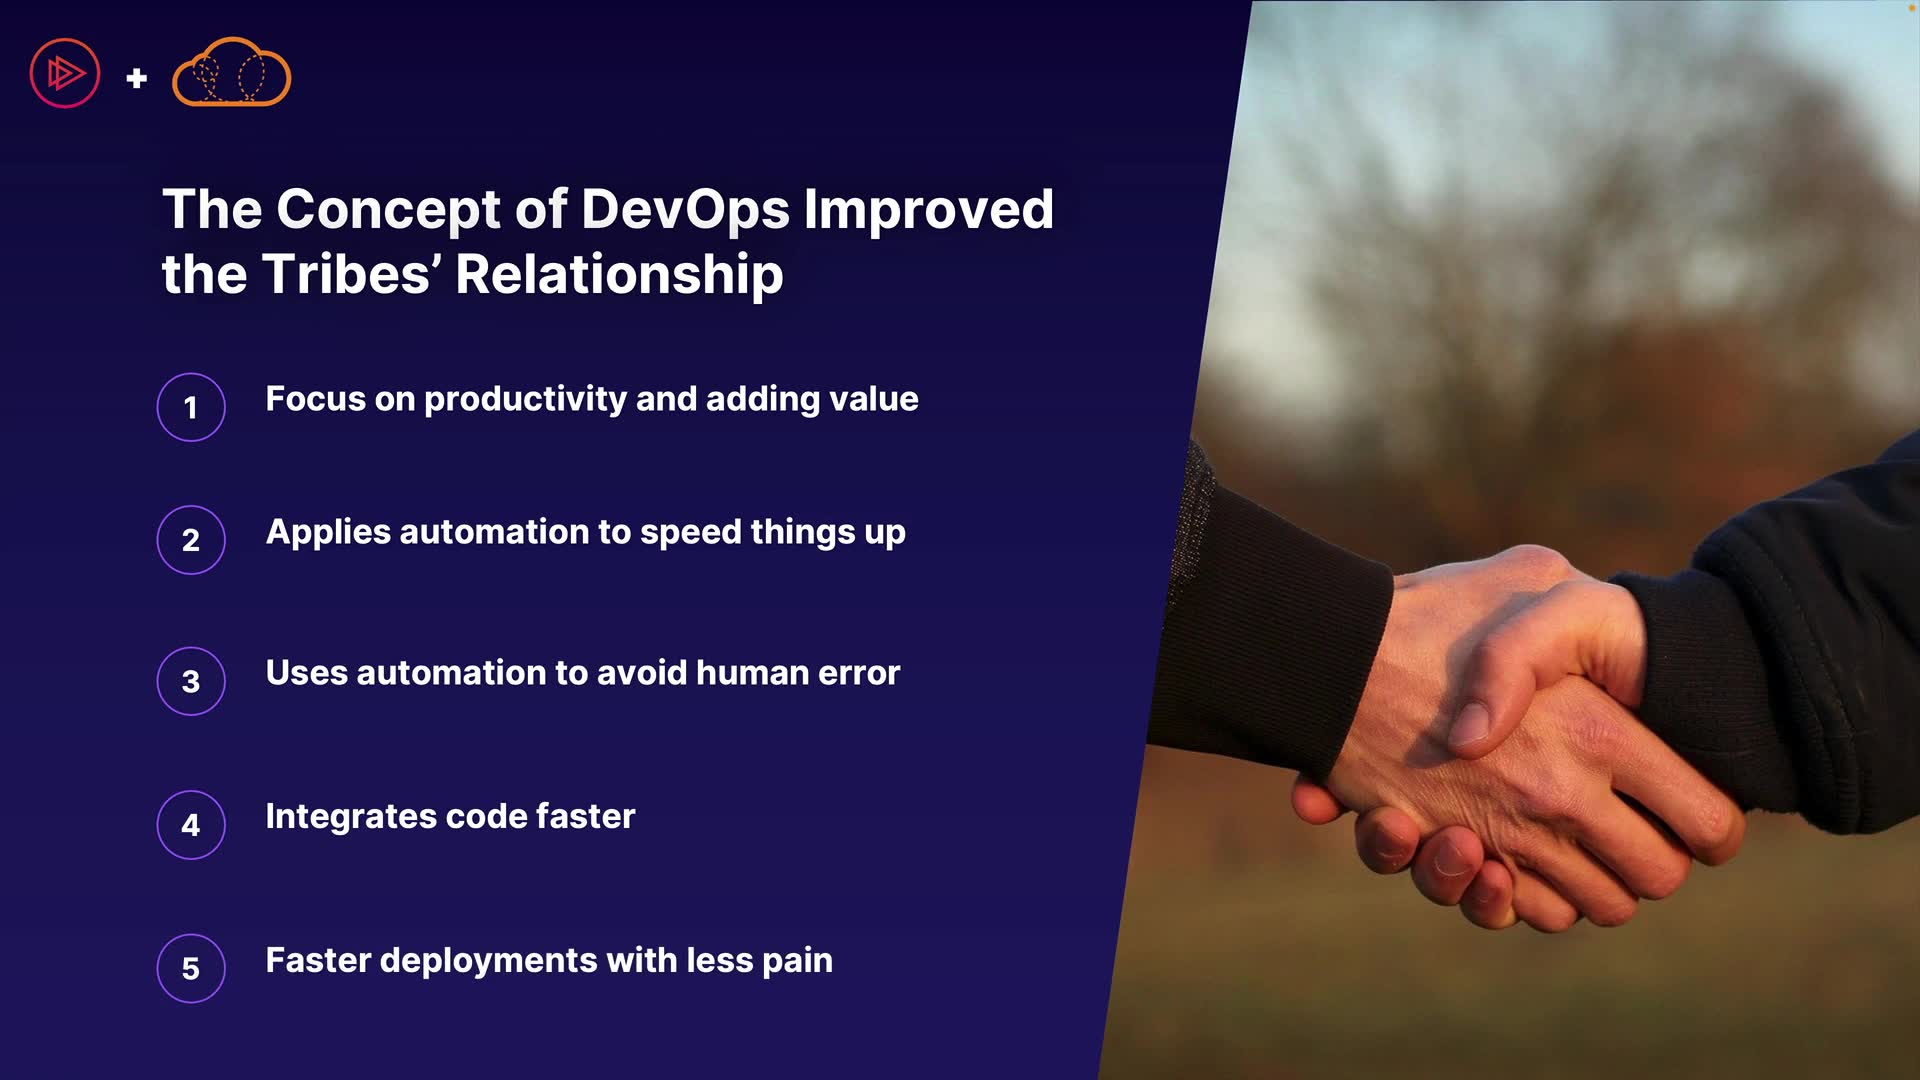 +
The Concept of DevOps Improved
the Tribes’ Relationship
1 Focus on productivity and adding value
2 Applies automation to speed things up
3 Uses automation to avoid human error
4 Integrates code faster
5 Faster deployments with less pain